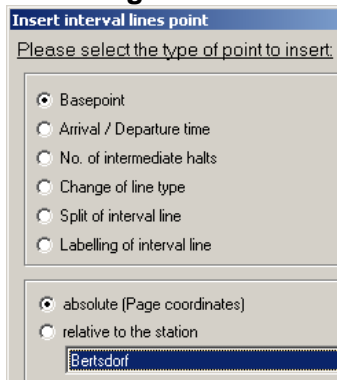 Insert interval lines point
Please select the type of point to insert:
Basepoint
Arrival / Departure time
No. of intermediate halts
Change of line type
Split of interval line
Labelling of interval line
absolute (Page coordinates)
relative to the station
Bertsdorf